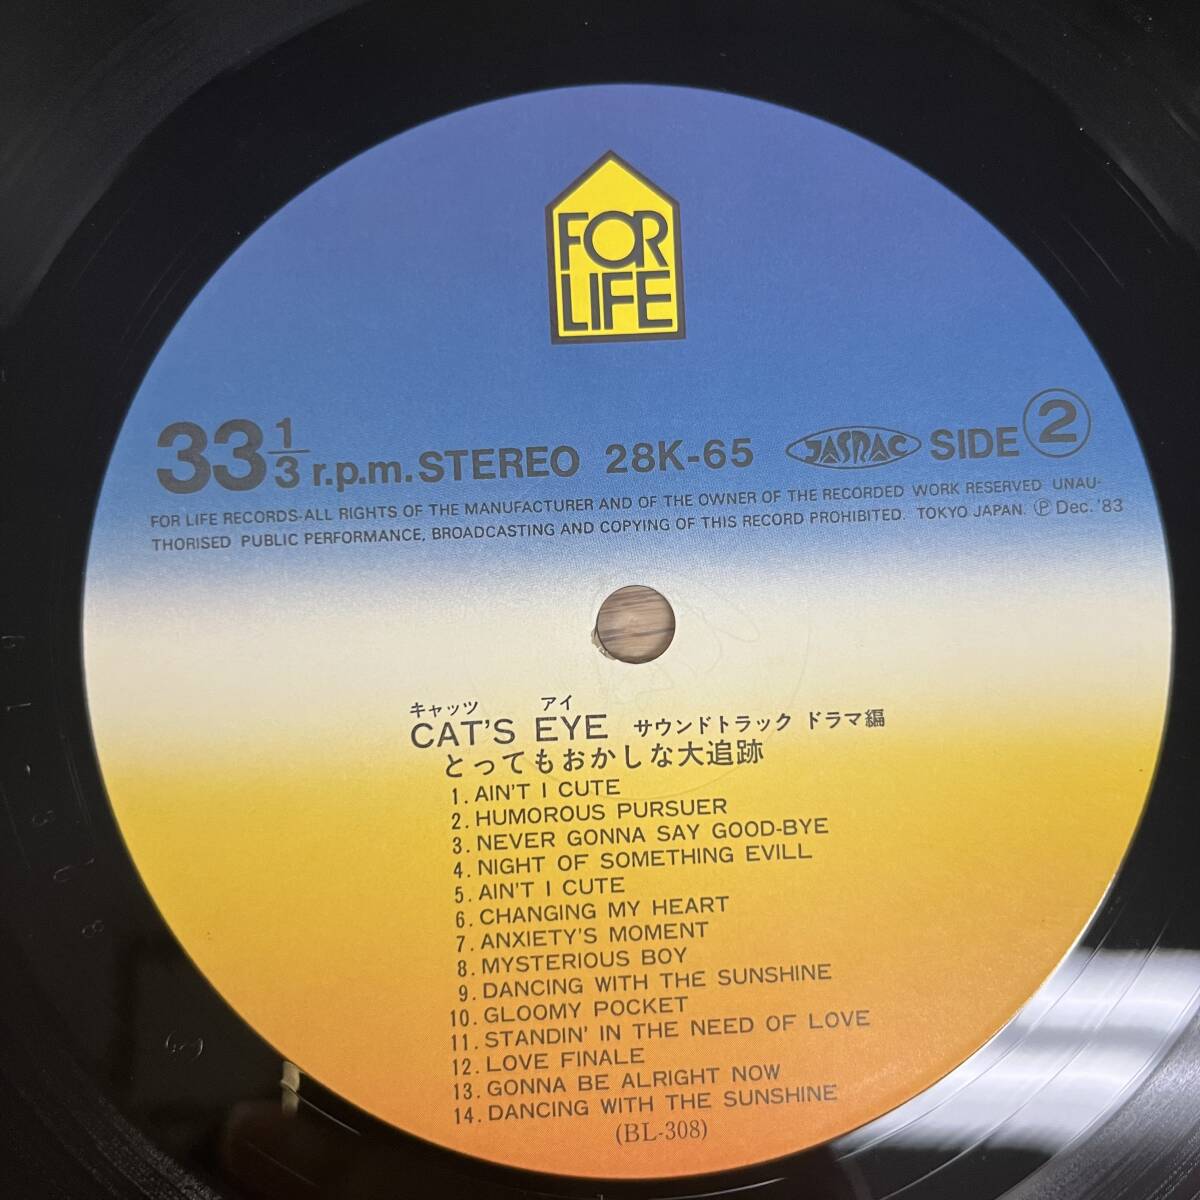 FOR
LIFE
33 1/3 r.p.m. STEREO 28K-65 JASRAC SIDE 2
FOR LIFE RECORDS-ALL RIGHTS OF THE MANUFACTURER AND OF THE OWNER OF THE RECORDED WORK RESERVED UNAU-
THORISED PUBLIC PERFORMANCE, BROADCASTING AND COPYING OF THIS RECORD PROHIBITED. TOKYO JAPAN. Ⓟ Dec. '83
キャッツ アイ
CAT'S EYE サウンドトラック ドラマ編
とってもおかしな大追跡
1. AIN'T I CUTE
2. HUMOROUS PURSUER
3. NEVER GONNA SAY GOOD-BYE
4. NIGHT OF SOMETHING EVILL
5. AIN'T I CUTE
6. CHANGING MY HEART
7. ANXIETY'S MOMENT
8. MYSTERIOUS BOY
9. DANCING WITH THE SUNSHINE
10. GLOOMY POCKET
11. STANDIN' IN THE NEED OF LOVE
12. LOVE FINALE
13. GONNA BE ALRIGHT NOW
14. DANCING WITH THE SUNSHINE
(BL-308)